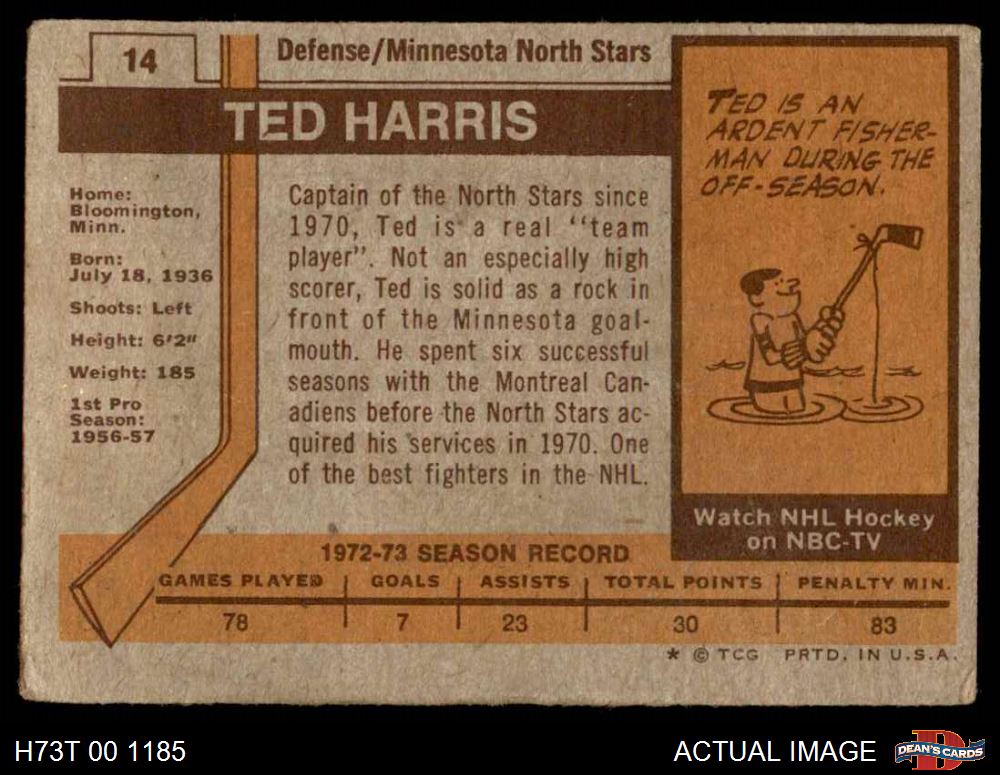 14
Defense/Minnesota North Stars
TED HARRIS
Home:
Bloomington,
Minn.
Born:
July 18, 1936
Shoots: Left
Height: 6'2"
Weight: 185
1st Pro
Season:
1956-57
Captain of the North Stars since
1970, Ted is a real "team
player". Not an especially high
scorer, Ted is solid as a rock in
front of the Minnesota goal-
mouth. He spent six successful
seasons with the Montreal Can-
adiens before the North Stars ac-
quired his services in 1970. One
of the best fighters in the NHL.
TED IS AN
ARDENT FISHER-
MAN DURING THE
OFF-SEASON.
Watch NHL Hockey
on NBC-TV
1972-73 SEASON RECORD
GAMES PLAYED GOALS ASSISTS TOTAL POINTS PENALTY MIN.
78 7 23 30 83
* © TCG PRTD. IN U.S.A.
H73T 00 1185
ACTUAL IMAGE
D
DEAN'S CARDS